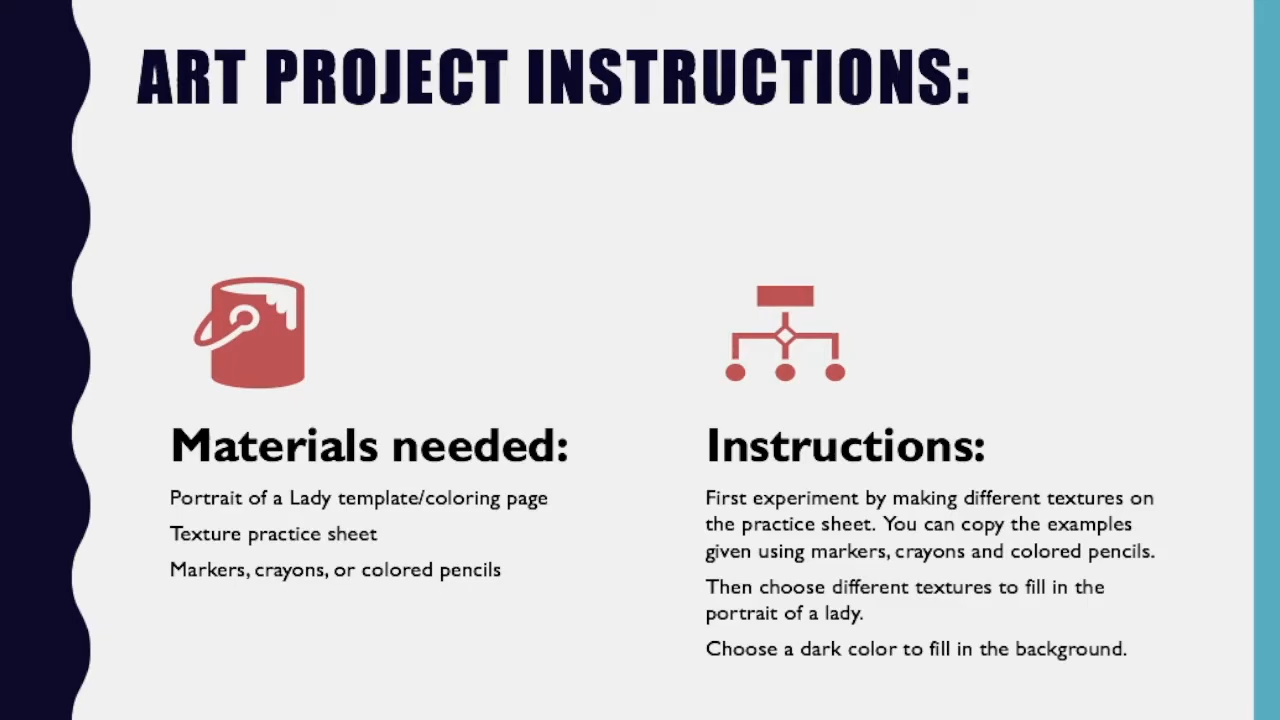 ART PROJECT INSTRUCTIONS:
Materials needed:
Portrait of a Lady template/coloring page
Texture practice sheet
Markers, crayons, or colored pencils
Instructions:
First experiment by making different textures on
the practice sheet. You can copy the examples
given using markers, crayons and colored pencils.
Then choose different textures to fill in the
portrait of a lady.
Choose a dark color to fill in the background.